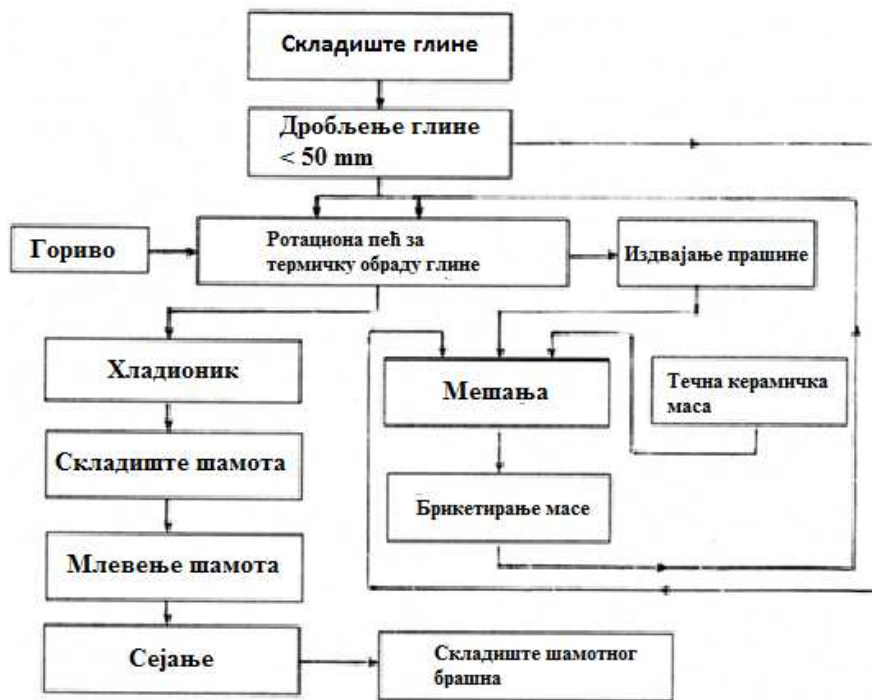 Складиште глине
Дробљење глине
< 50 mm
Гориво
Ротациона пећ за
термичку обраду глине
Издвајање прашине
Хладионик
Мешања
Течна керамичка
маса
Складиште шамота
Брикетирање масе
Млевење шамота
Сејање
Складиште шамотног
брашна